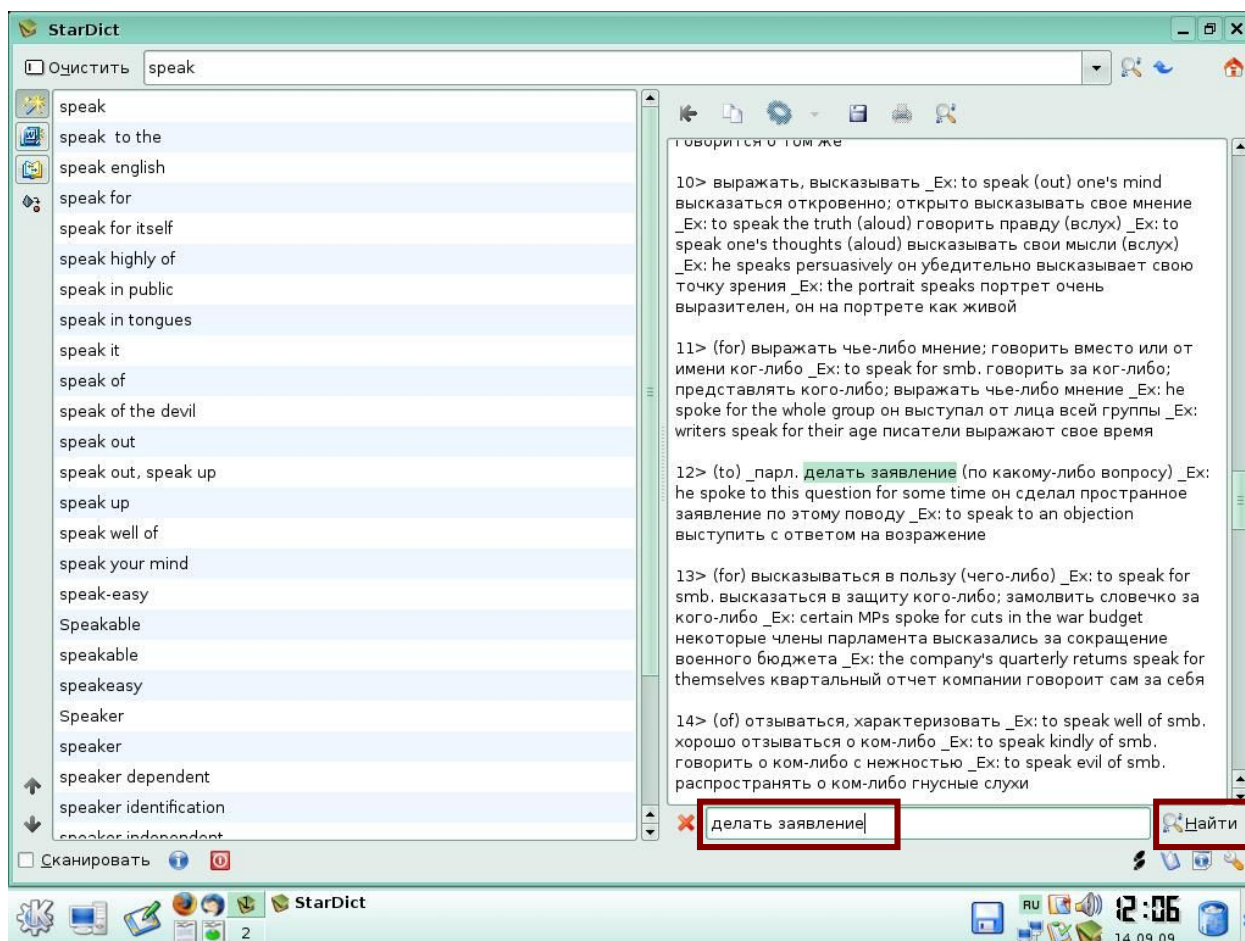 StarDict
Очистить speak
speak
speak to the
speak english
speak for
speak for itself
speak highly of
speak in public
speak in tongues
speak it
speak of
speak of the devil
speak out
speak out, speak up
speak up
speak well of
speak your mind
speak-easy
Speakable
speakable
speakeasy
Speaker
speaker
speaker dependent
speaker identification
speaker independent
говорится о том же
10> выражать, высказывать _Ex: to speak (out) one's mind
высказаться откровенно; открыто высказывать свое мнение
_Ex: to speak the truth (aloud) говорить правду (вслух) _Ex: to
speak one's thoughts (aloud) высказывать свои мысли (вслух)
_Ex: he speaks persuasively он убедительно высказывает свою
точку зрения _Ex: the portrait speaks портрет очень
выразителен, он на портрете как живой
11> (for) выражать чье-либо мнение; говорить вместо или от
имени ког-либо _Ex: to speak for smb. говорить за ког-либо;
представлять кого-либо; выражать чье-либо мнение _Ex: he
spoke for the whole group он выступал от лица всей группы _Ex:
writers speak for their age писатели выражают свое время
12> (to) _парл. делать заявление (по какому-либо вопросу) _Ex:
he spoke to this question for some time он сделал пространное
заявление по этому поводу _Ex: to speak to an objection
выступить с ответом на возражение
13> (for) высказываться в пользу (чего-либо) _Ex: to speak for
smb. высказаться в защиту кого-либо; замолвить словечко за
кого-либо _Ex: certain MPs spoke for cuts in the war budget
некоторые члены парламента высказались за сокращение
военного бюджета _Ex: the company's quarterly returns speak for
themselves квартальный отчет компании говороит сам за себя
14> (of) отзываться, характеризовать _Ex: to speak well of smb.
хорошо отзываться о ком-либо _Ex: to speak kindly of smb.
говорить о ком-либо с нежностью _Ex: to speak evil of smb.
распространять о ком-либо гнусные слухи
делать заявление
Найти
Сканировать
1
2
StarDict
RU
12:06
14.09.09